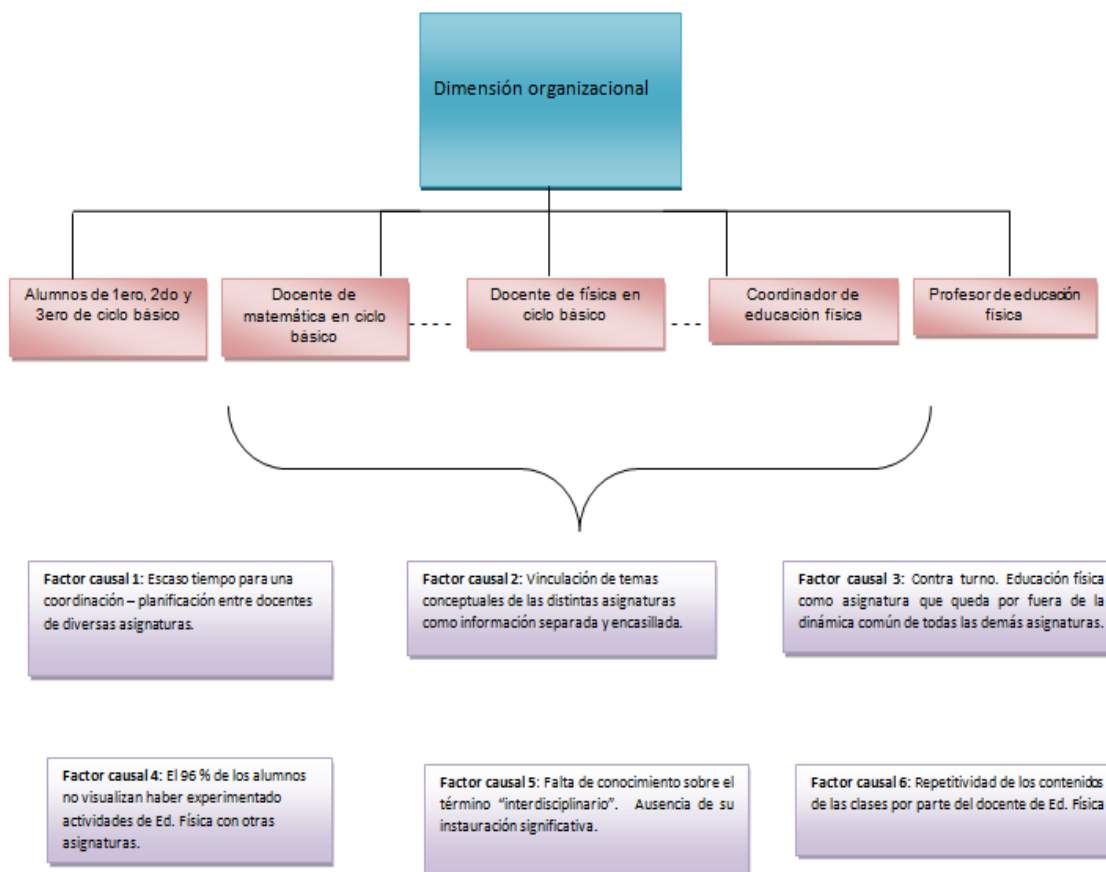 Dimensión organizacional
Alumnos de 1ero, 2do y
3ero de ciclo básico
Docente de
matemática en ciclo
básico
Docente de física en
ciclo básico
Coordinador de
educación física
Profesor de educación
física
Factor causal 1: Escaso tiempo para una
coordinación – planificación entre docentes
de diversas asignaturas.
Factor causal 2: Vinculación de temas
conceptuales de las distintas asignaturas
como información separada y encasillada.
Factor causal 3: Contra turno. Educación física
como asignatura que queda por fuera de la
dinámica común de todas las demás asignaturas.
Factor causal 4: El 96 % de los alumnos
no visualizan haber experimentado
actividades de Ed. Física con otras
asignaturas.
Factor causal 5: Falta de conocimiento sobre el
término “interdisciplinario”. Ausencia de su
instauración significativa.
Factor causal 6: Repetitividad de los contenidos
de las clases por parte del docente de Ed. Física